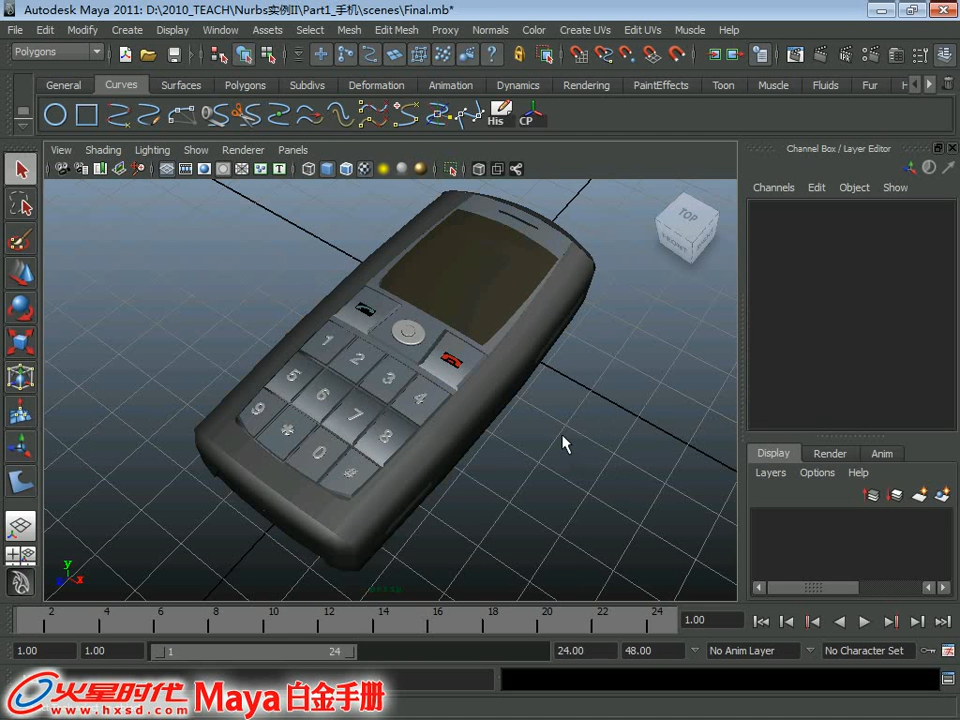 Autodesk Maya 2011: D:\2010_TEACH\Nurbs实例II\Part1_手机\scenes\Final.mb*
File Edit Modify Create Display Window Assets Select Mesh Edit Mesh Proxy Normals Color Create UVs Edit UVs Muscle Help
Polygons
General Curves Surfaces Polygons Subdivs Deformation Animation Dynamics Rendering PaintEffects Toon Muscle Fluids Fur H
His CP
View Shading Lighting Show Renderer Panels
Channel Box / Layer Editor
Channels Edit Object Show
TOP
FRONT
1 2 3 4
5 6 7 8
9 * 0 #
y
x
Display Render Anim
Layers Options Help
2 4 6 8 10 12 14 16 18 20 22 24
1.00
1.00 1.00 1 24 24.00 48.00 No Anim Layer No Character Set
火星时代 Maya 白金手册
www.hxsd.com